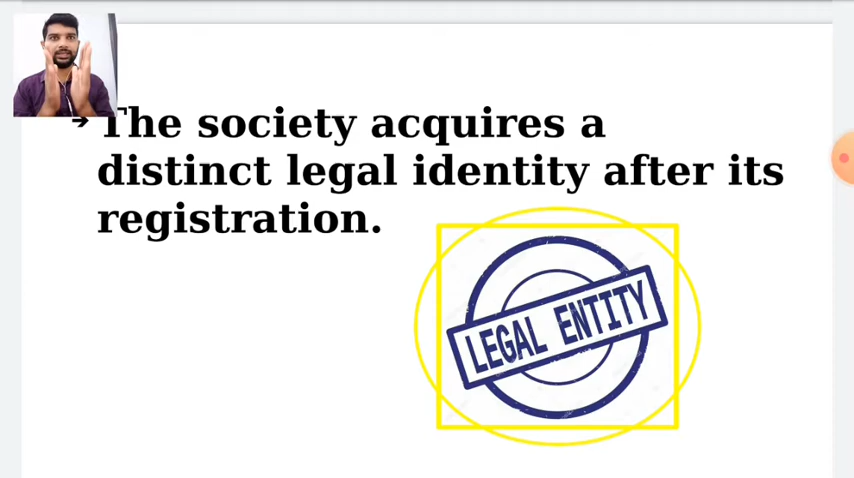 The society acquires a
distinct legal identity after its
registration.
LEGAL ENTITY